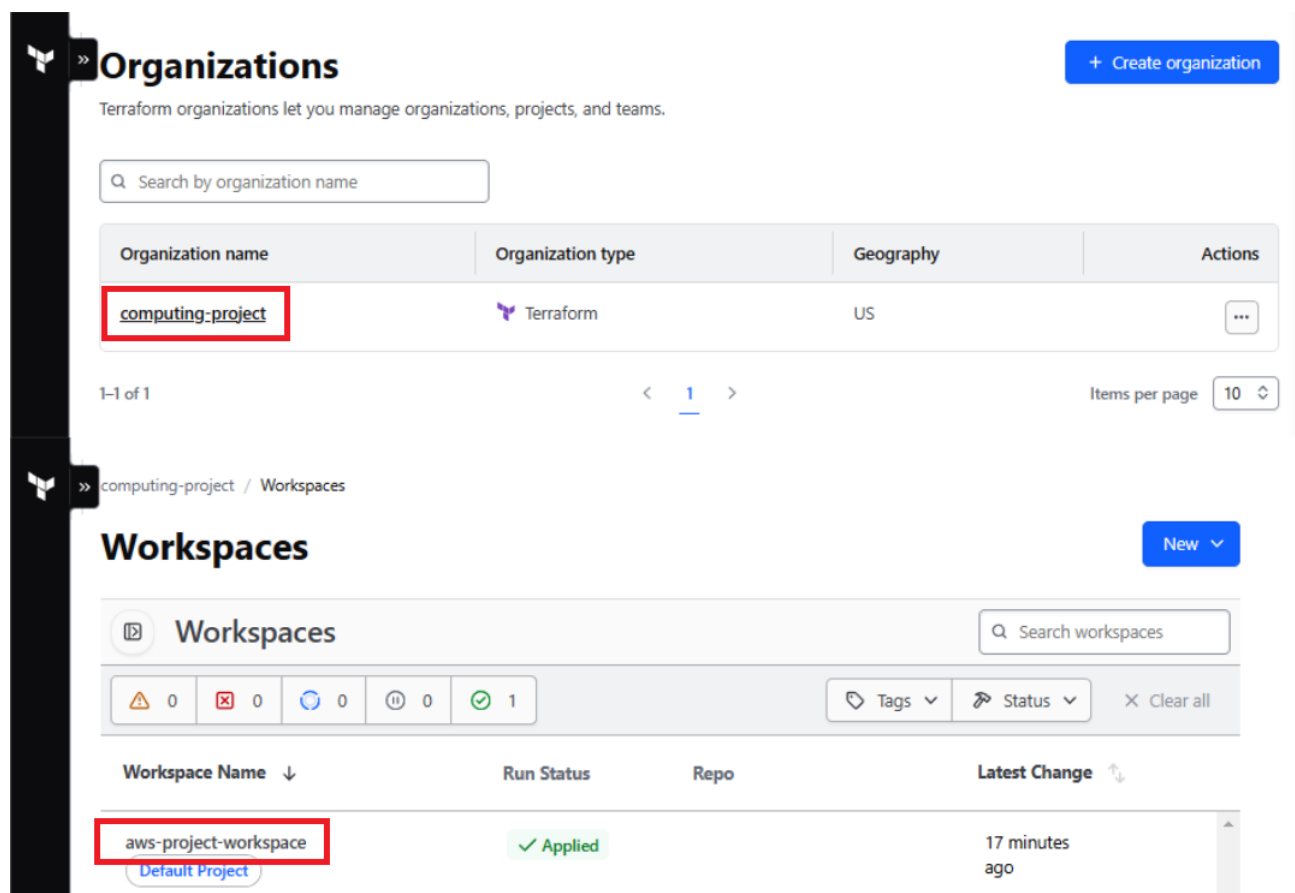 Organizations
+ Create organization
Terraform organizations let you manage organizations, projects, and teams.
Search by organization name
Organization name Organization type Geography Actions
computing-project Terraform US
1–1 of 1 1 Items per page 10
computing-project / Workspaces
Workspaces
New
Workspaces
Search workspaces
0 0 0 0 1 Tags Status Clear all
Workspace Name Run Status Repo Latest Change
aws-project-workspace Applied 17 minutes
Default Project ago